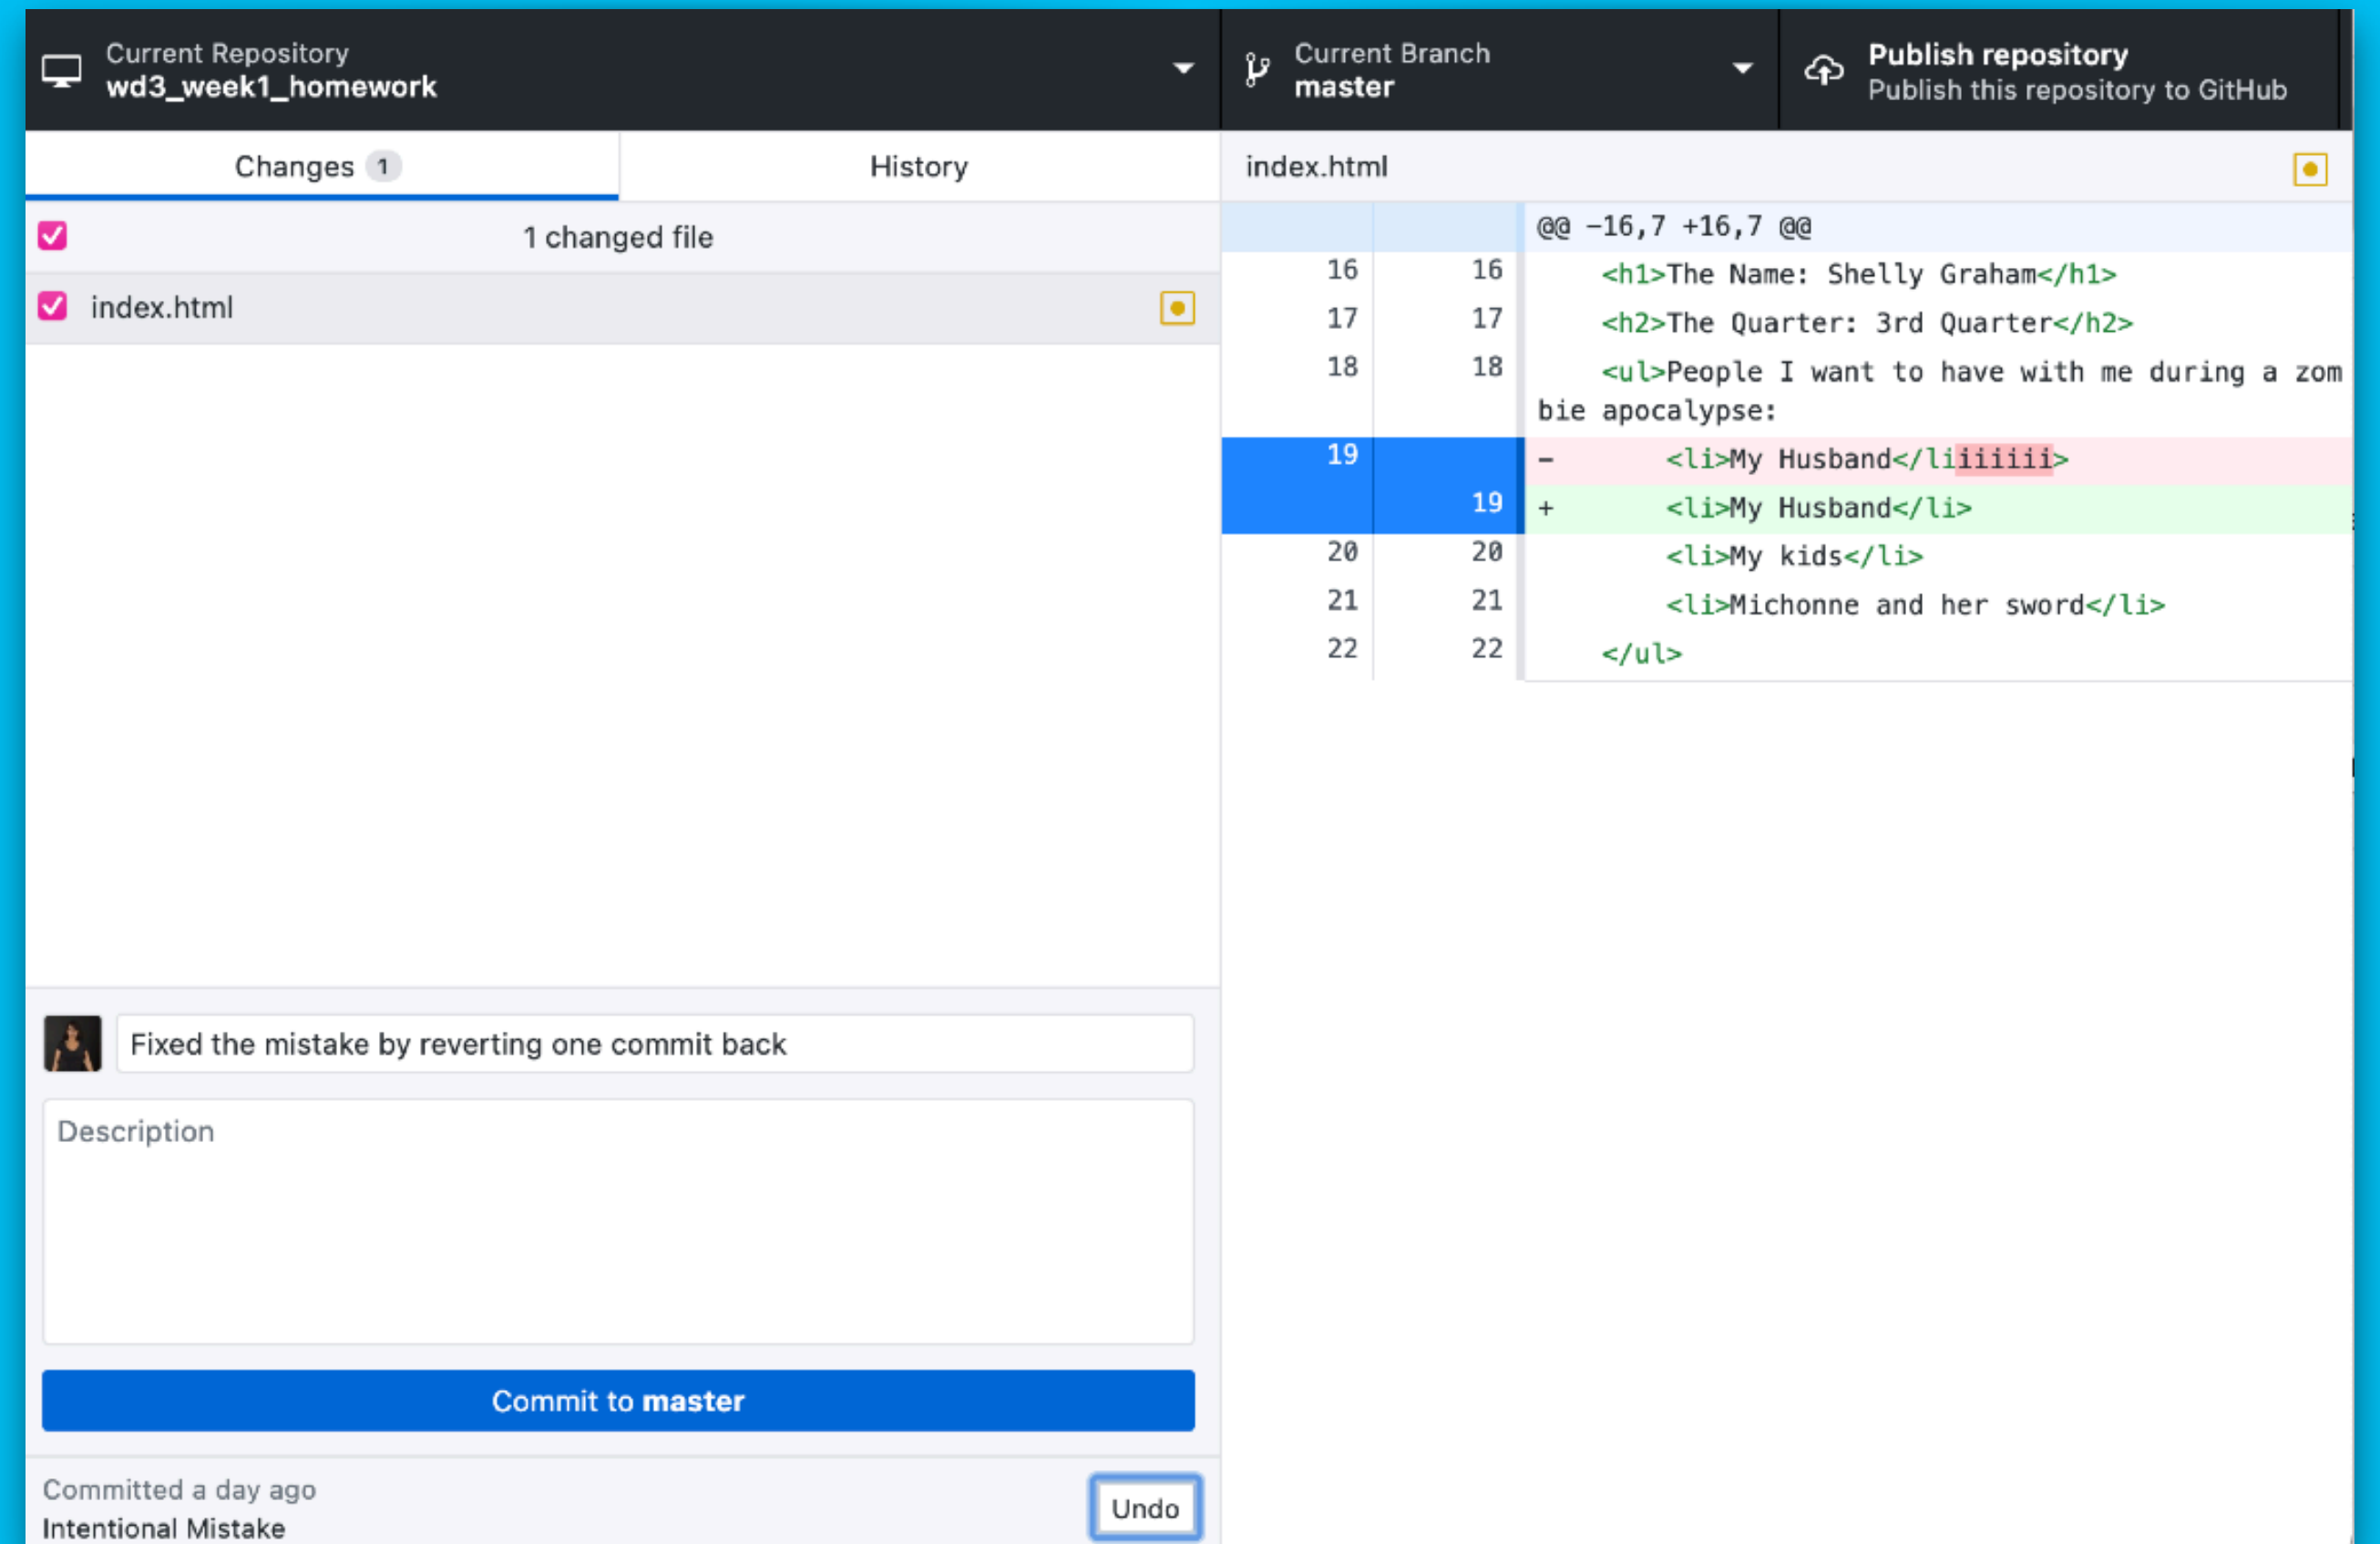 Current Repository
wd3_week1_homework
Current Branch
master
Publish repository
Publish this repository to GitHub
Changes 1
History
index.html
1 changed file
index.html
@@ -16,7 +16,7 @@
16 16 <h1>The Name: Shelly Graham</h1>
17 17 <h2>The Quarter: 3rd Quarter</h2>
18 18 <ul>People I want to have with me during a zom
bie apocalypse:
19 - <li>My Husband</liiiiiiii>
19 + <li>My Husband</li>
20 20 <li>My kids</li>
21 21 <li>Michonne and her sword</li>
22 22 </ul>
Fixed the mistake by reverting one commit back
Description
Commit to master
Committed a day ago
Intentional Mistake
Undo